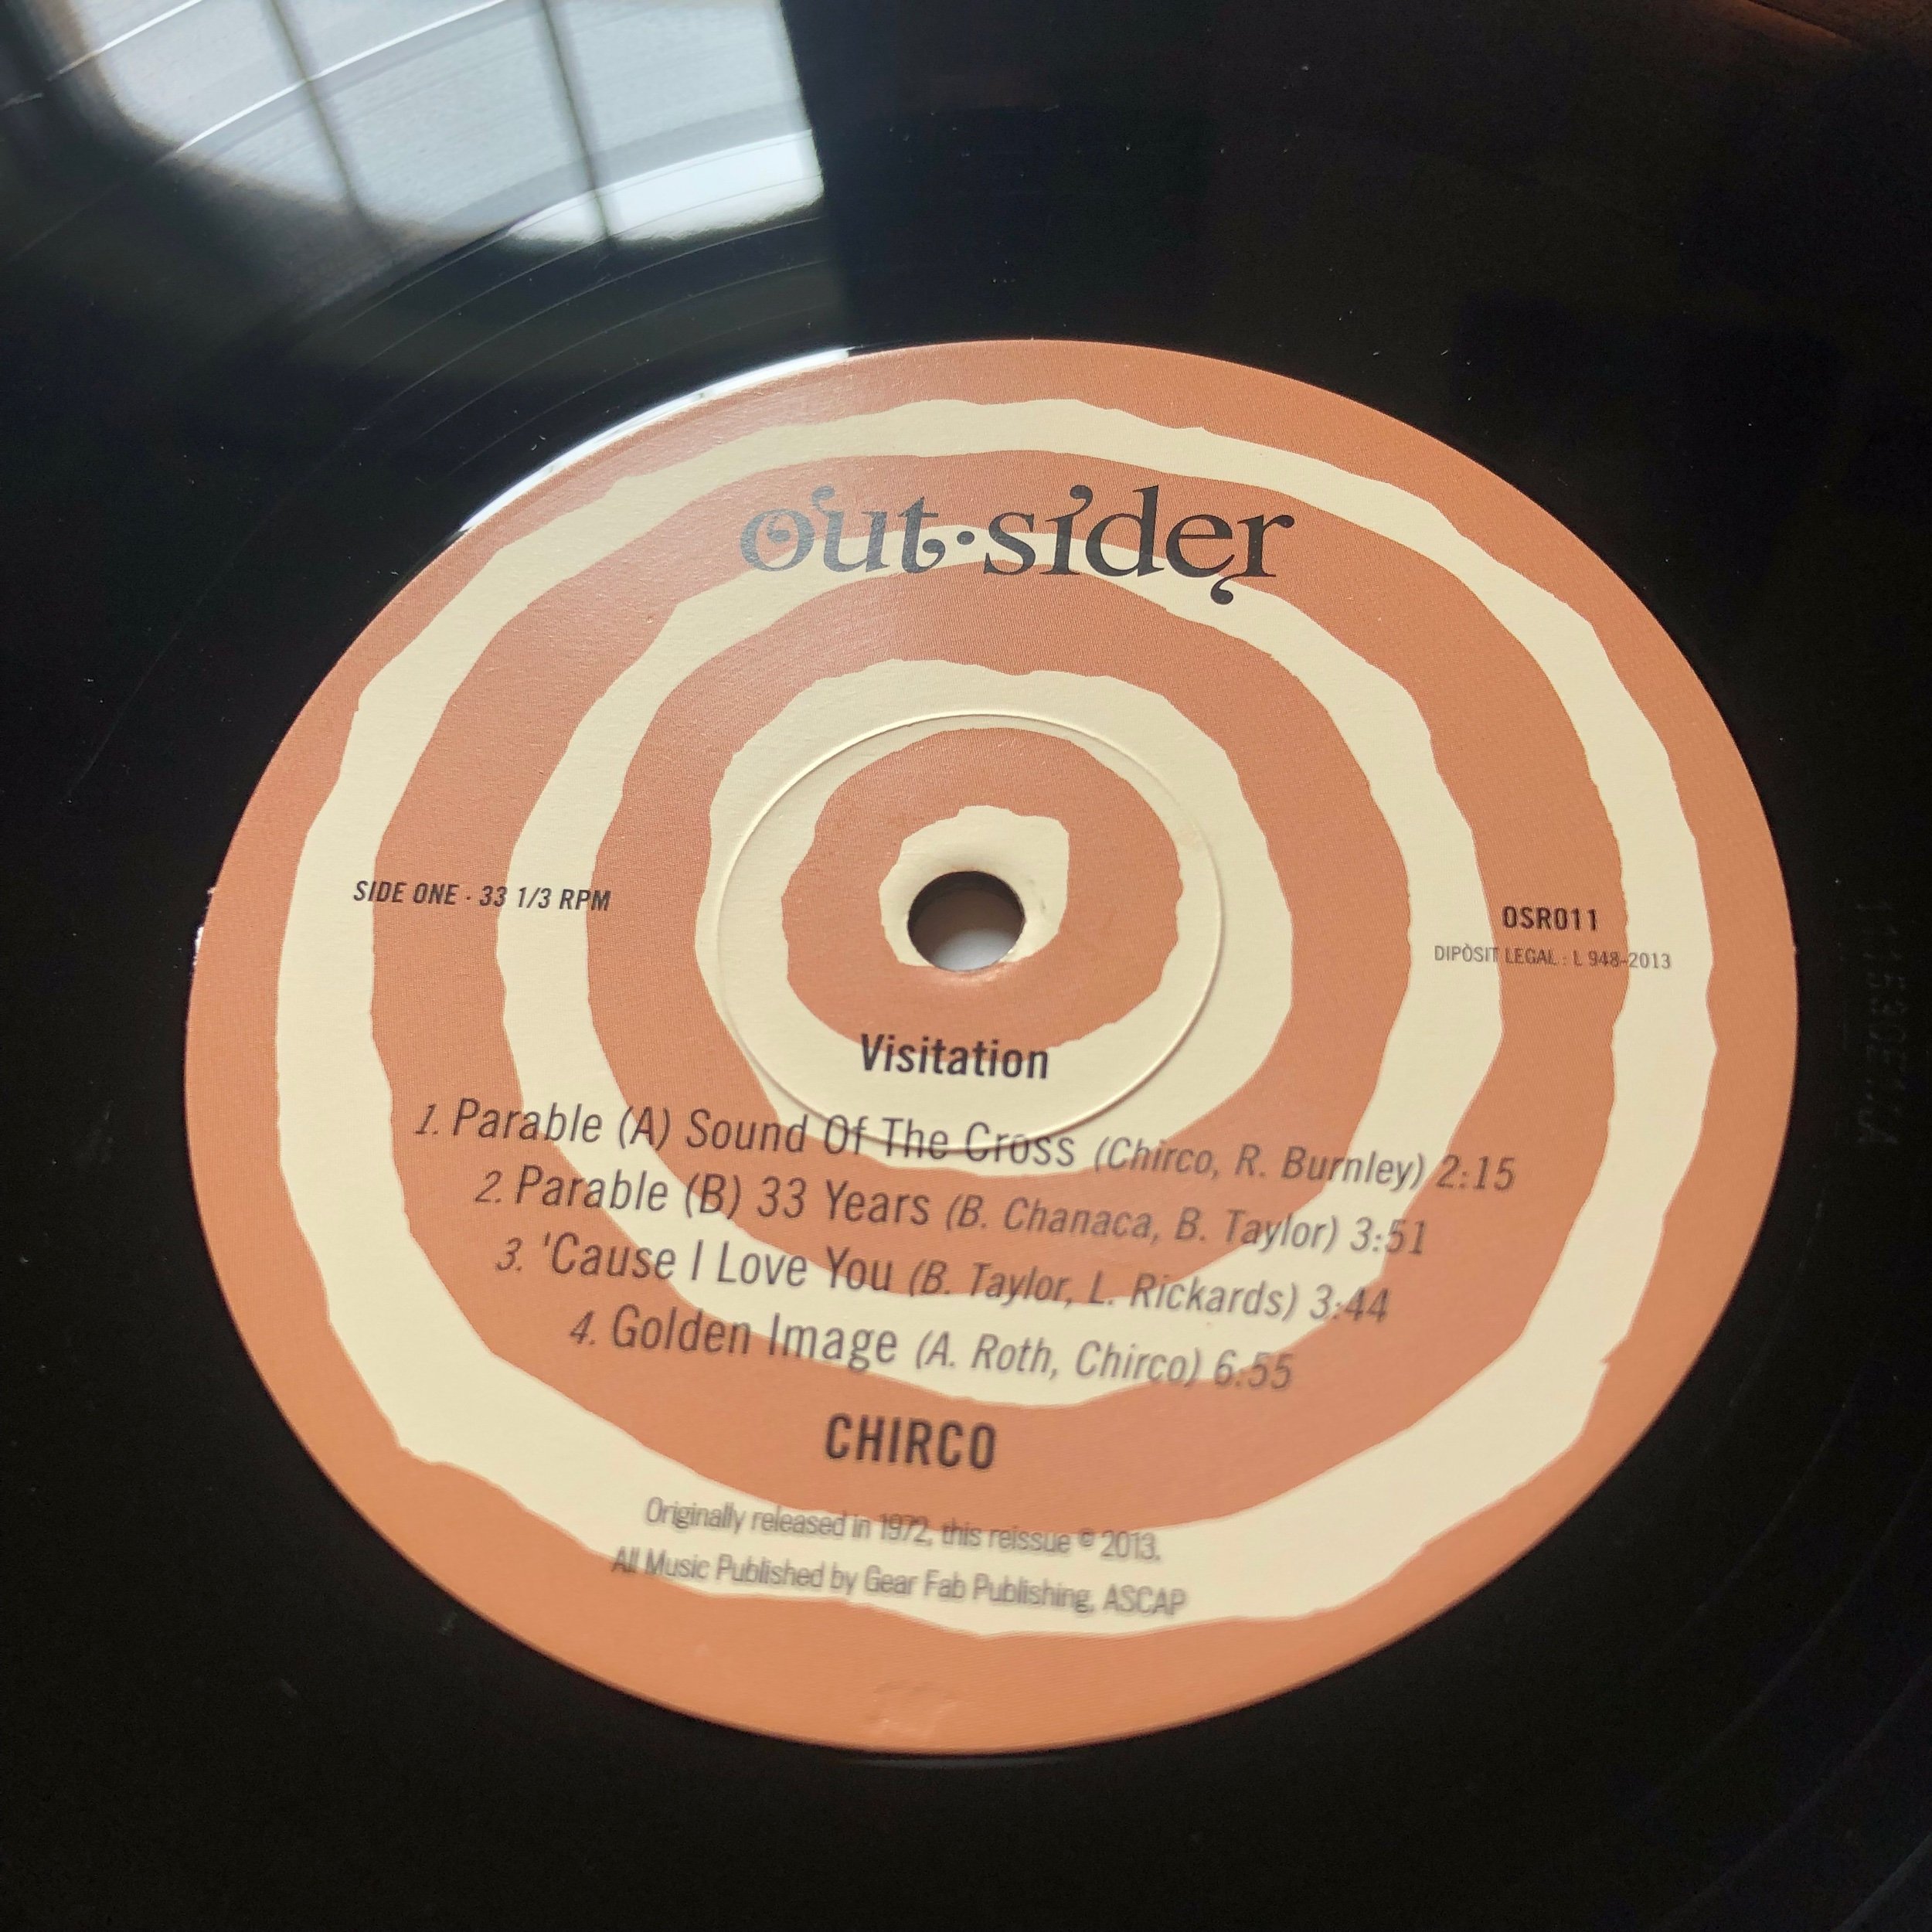 out·sider
SIDE ONE · 33 1/3 RPM
OSR011
DIPÒSIT LEGAL : L 948-2013
Visitation
1. Parable (A) Sound Of The Cross (Chirco, R. Burnley) 2:15
2. Parable (B) 33 Years (B. Chanaca, B. Taylor) 3:51
3. 'Cause I Love You (B. Taylor, L. Rickards) 3:44
4. Golden Image (A. Roth, Chirco) 6:55
CHIRCO
Originally released in 1972, this reissue © 2013.
All Music Published by Gear Fab Publishing, ASCAP